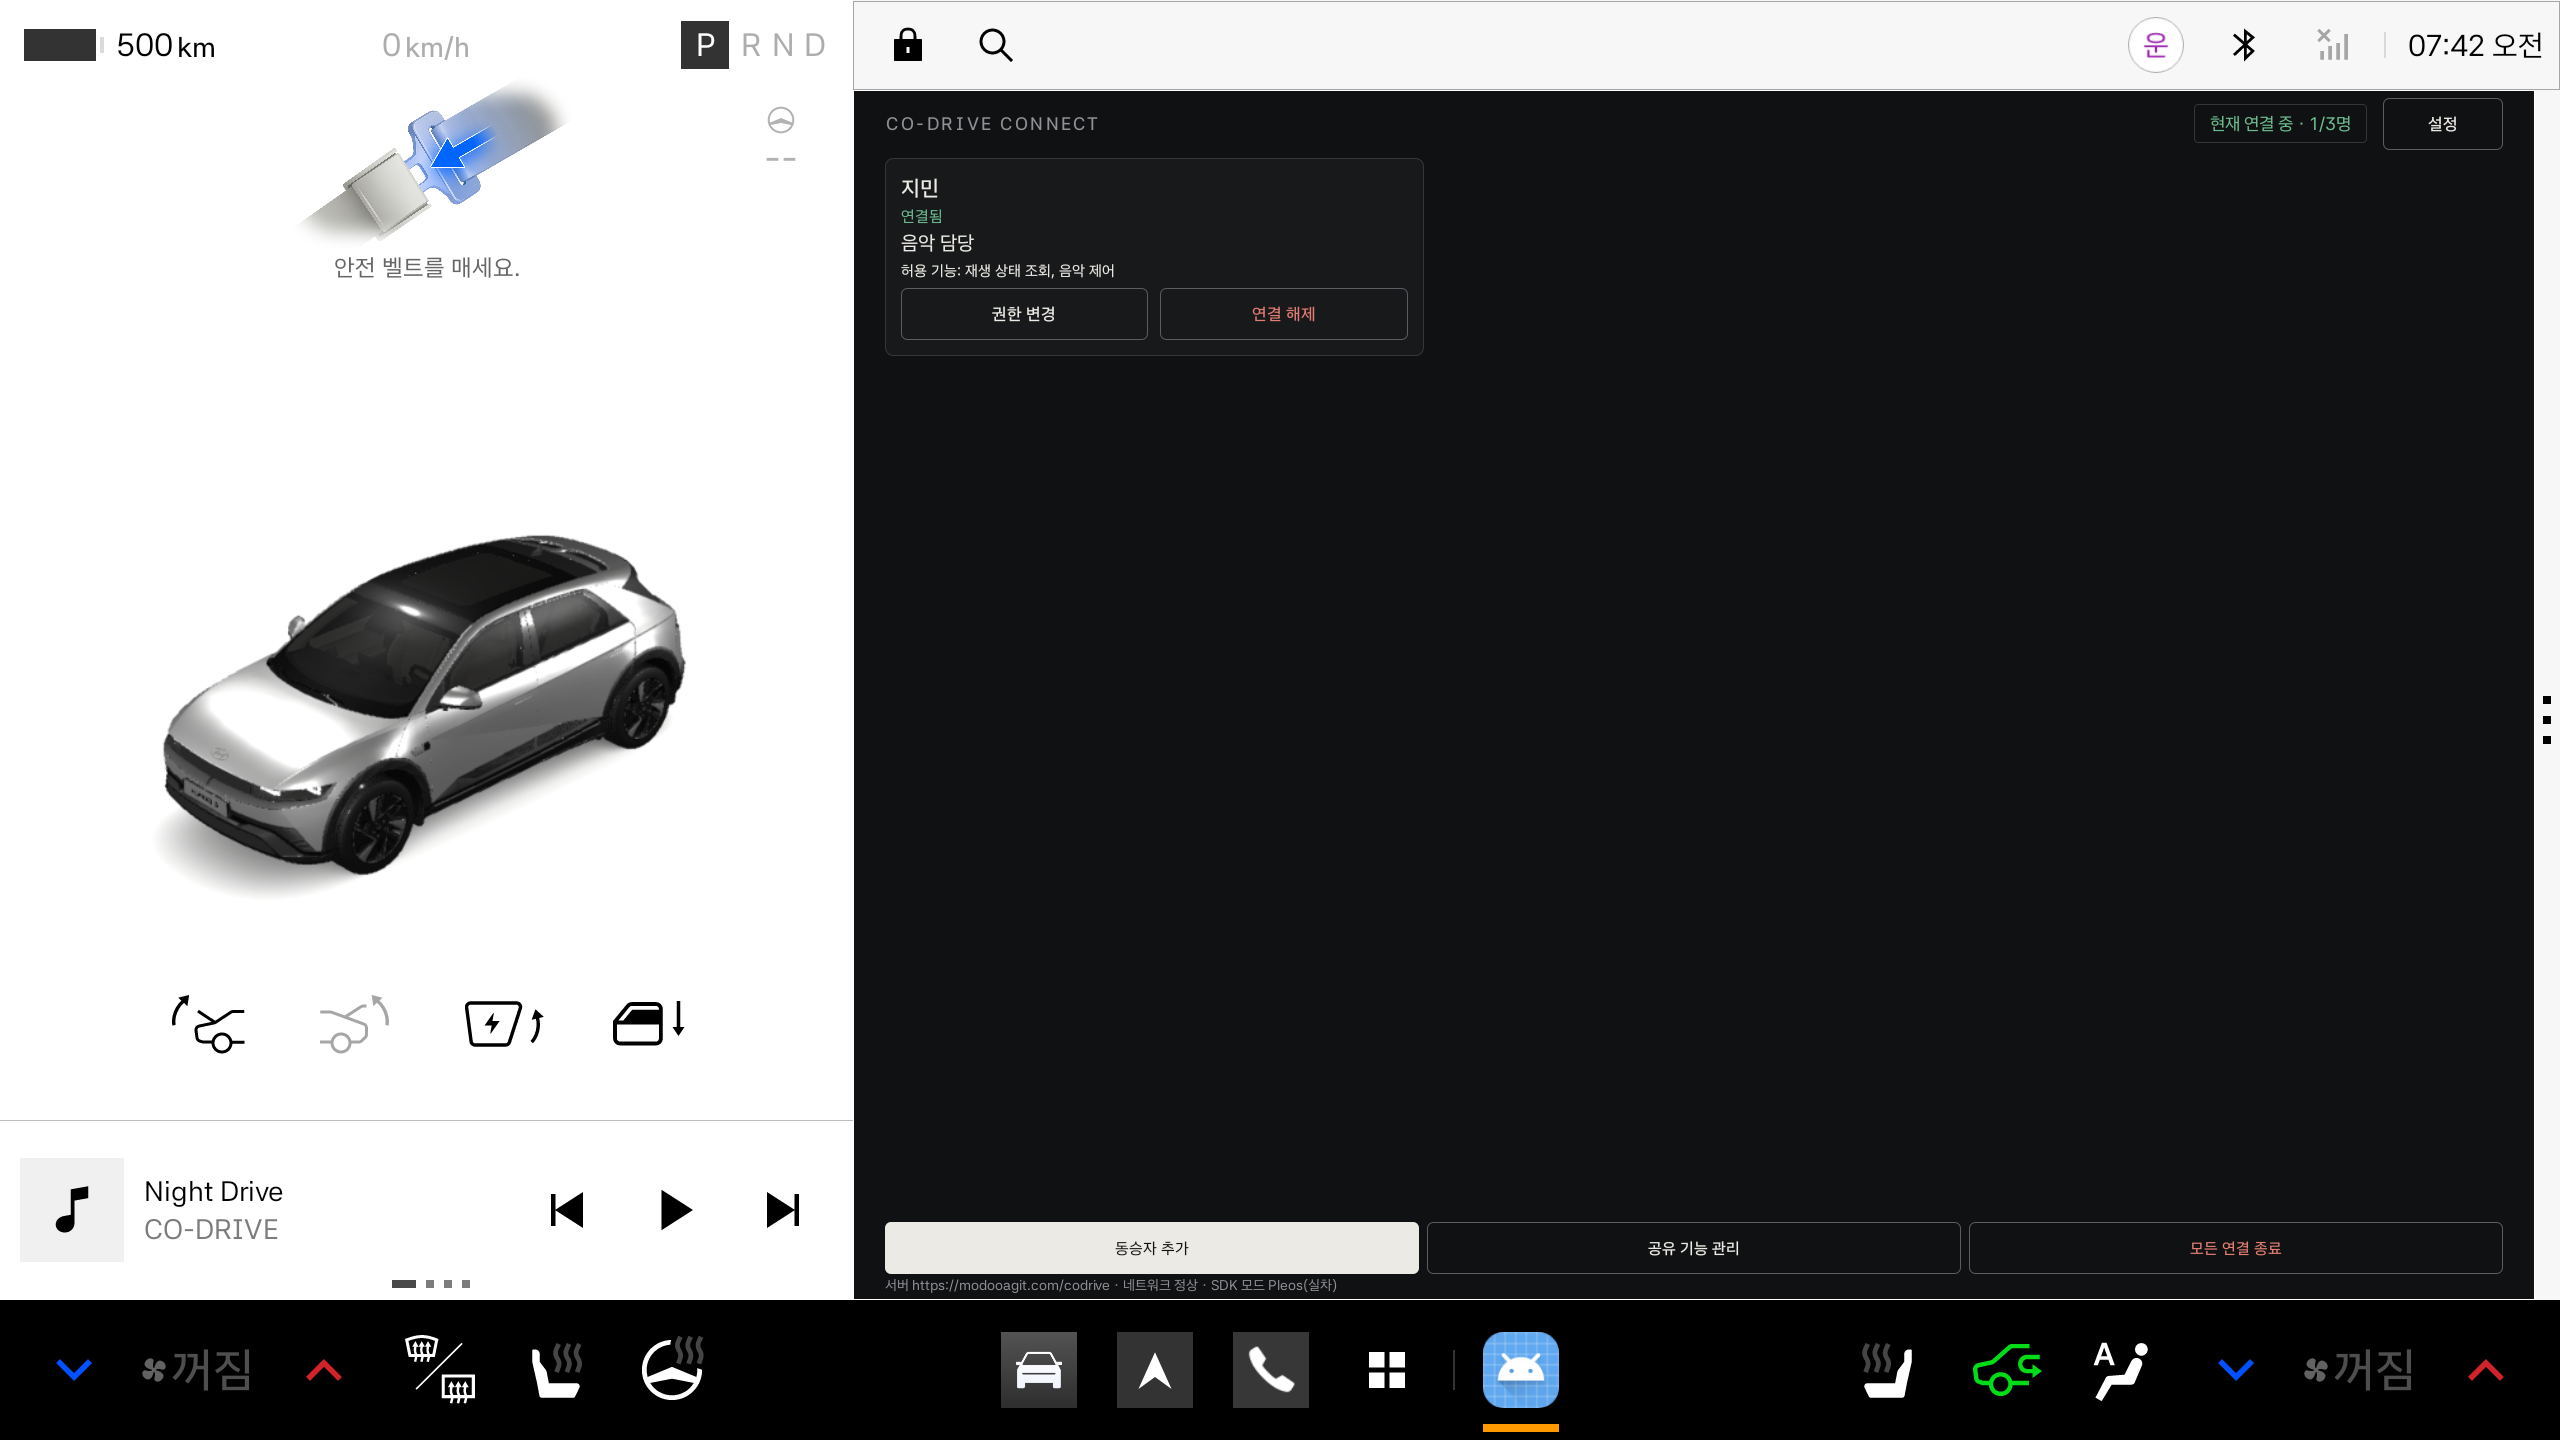 500 km
0 km/h
P R N D
안전 벨트를 매세요.
Night Drive
CO-DRIVE
운
07:42 오전
CO-DRIVE CONNECT
현재 연결 중 · 1/3명
설정
지민
연결됨
음악 담당
허용 기능: 재생 상태 조회, 음악 제어
권한 변경
연결 해제
동승자 추가
공유 기능 관리
모든 연결 종료
서버 https://modooagit.com/codrive · 네트워크 정상 · SDK 모드 Pleos(실차)
꺼짐
A
꺼짐